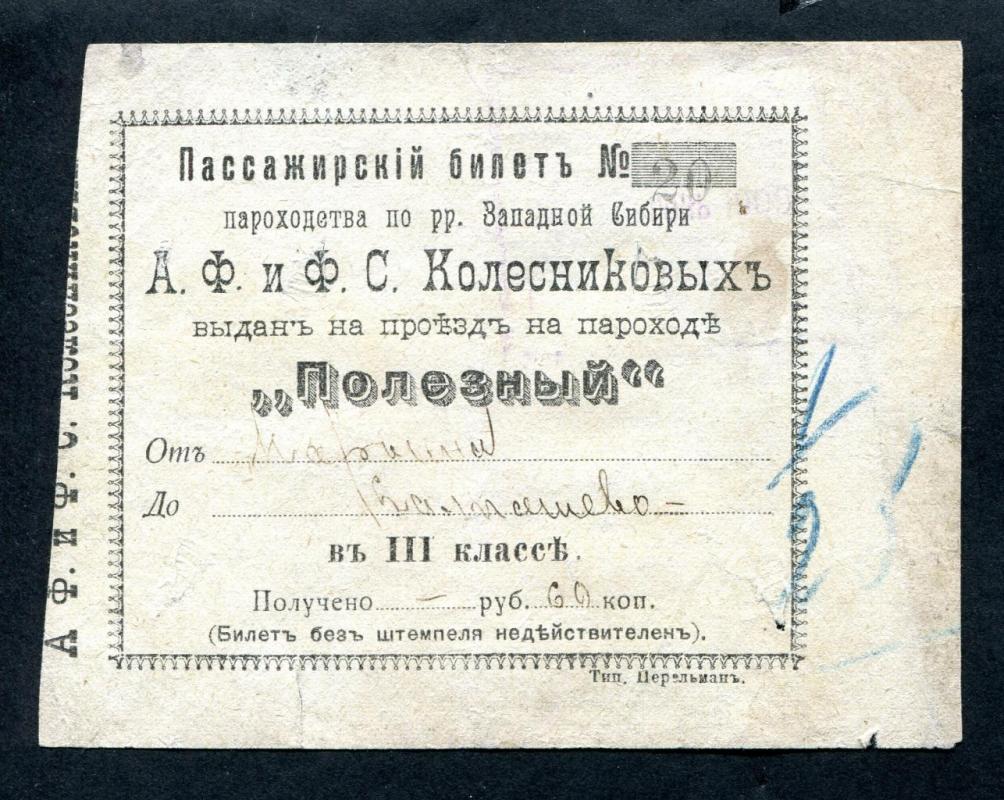 Пассажирскій билетъ № 20
пароходства по рр. Западной Сибири
А. Ф. и Ф. С. Колесниковыхъ
выданъ на проѣздъ на пароходѣ
„Полезный“
Отъ
До
въ III классѣ.
Получено – руб. 60 коп.
(Билетъ безъ штемпеля недѣйствителенъ).
Тип. Перельманъ.
А. Ф. и Ф. С.